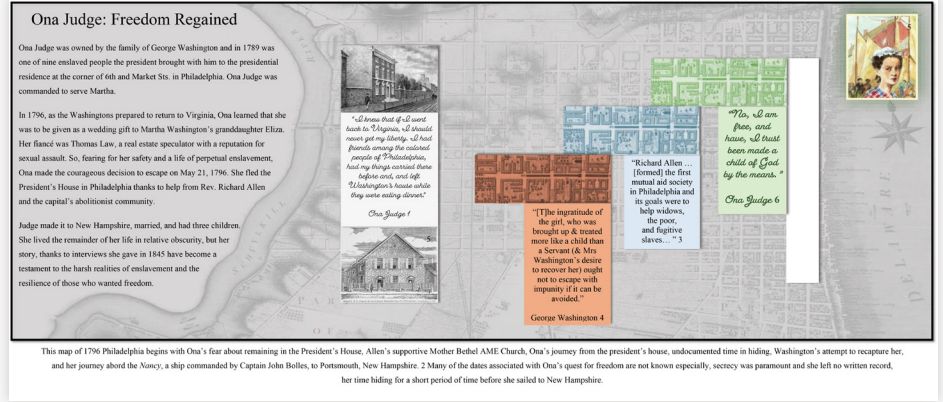 Ona Judge: Freedom Regained
Ona Judge was owned by the family of George Washington and in 1789 was
one of nine enslaved people the president brought with him to the presidential
residence at the corner of 6th and Market Sts. in Philadelphia. Ona Judge was
commanded to serve Martha.
In 1796, as the Washingtons prepared to return to Virginia, Ona learned that she
was to be given as a wedding gift to Martha Washington's granddaughter Eliza.
Her fiancé was Thomas Law, a real estate speculator with a reputation for
sexual assault. So, fearing for her safety and a life of perpetual enslavement,
Ona made the courageous decision to escape on May 21, 1796. She fled the
President's House in Philadelphia thanks to help from Rev. Richard Allen
and the capital's abolitionist community.
Judge made it to New Hampshire, married, and had three children.
She lived the remainder of her life in relative obscurity, but her
story, thanks to interviews she gave in 1845 have become a
testament to the harsh realities of enslavement and the
resilience of those who wanted freedom.
"I knew that if I went
back to Virginia, I should
never get my liberty. I had
friends among the colored
people of Philadelphia,
had my things carried there
before and, and left
Washington's house while
they were eating dinner."
Ona Judge 1
5
"[T]he ingratitude of
the girl, who was
brought up & treated
more like a child than
a Servant (& Mrs
Washington's desire
to recover her) ought
not to escape with
impunity if it can be
avoided."
George Washington 4
"Richard Allen …
[formed] the first
mutual aid society
in Philadelphia and
its goals were to
help widows,
the poor,
and fugitive
slaves… " 3
"No, I am
free, and
have, I trust
been made a
child of God
by the means. "
Ona Judge 6
This map of 1796 Philadelphia begins with Ona's fear about remaining in the President's House, Allen's supportive Mother Bethel AME Church, Ona's journey from the president's house, undocumented time in hiding, Washington's attempt to recapture her,
and her journey abord the Nancy, a ship commanded by Captain John Bolles, to Portsmouth, New Hampshire. 2 Many of the dates associated with Ona's quest for freedom are not known especially, secrecy was paramount and she left no written record,
her time hiding for a short period of time before she sailed to New Hampshire.